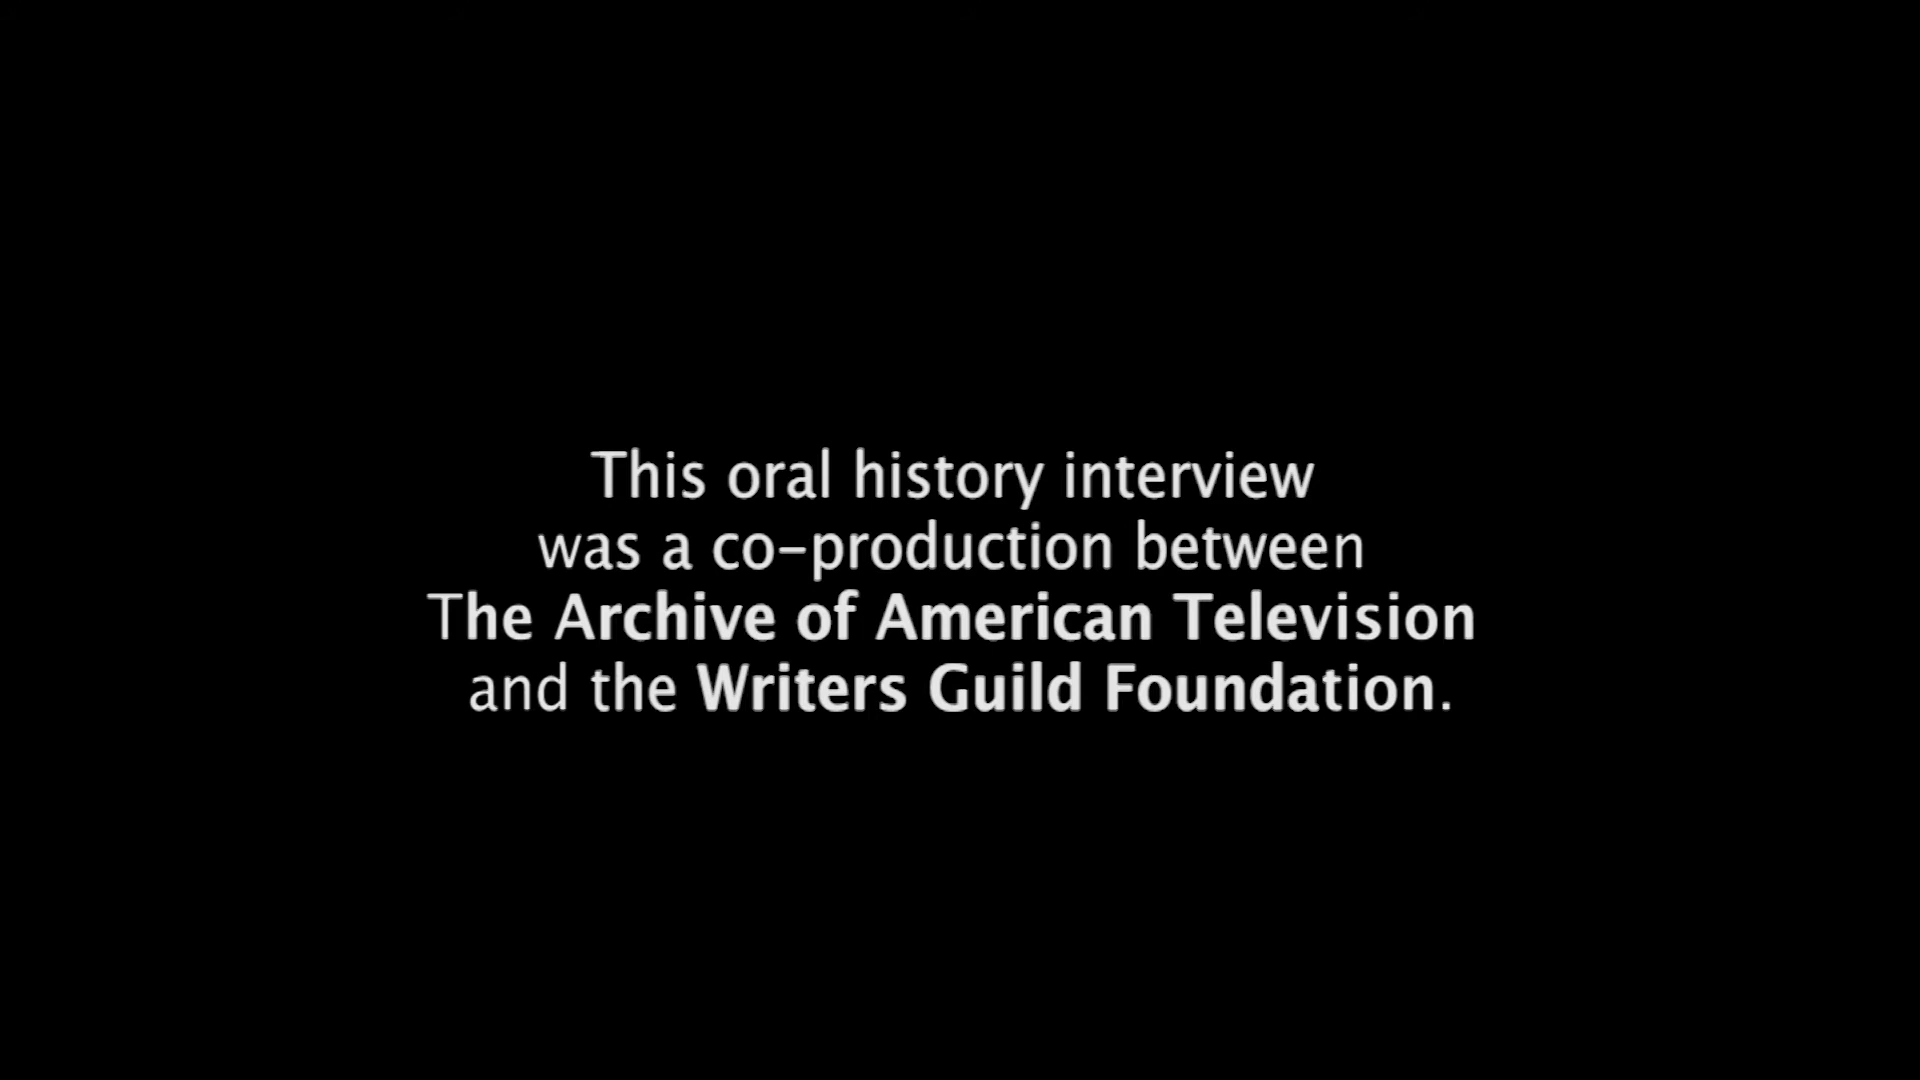 This oral history interview
was a co-production between
The Archive of American Television
and the Writers Guild Foundation.